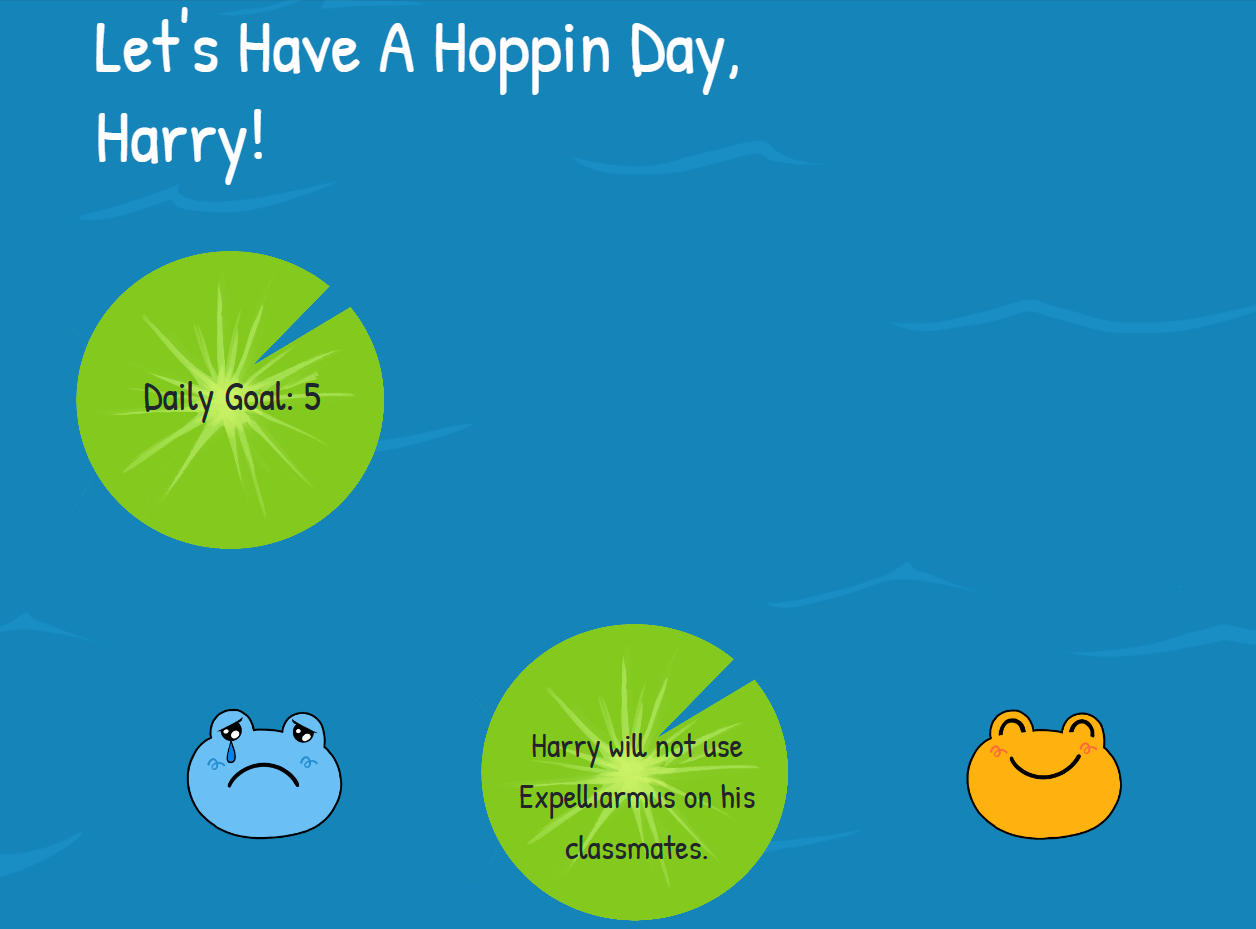 Let's Have A Hoppin Day,
Harry!
Daily Goal: 5
Harry will not use
Expelliarmus on his
classmates.